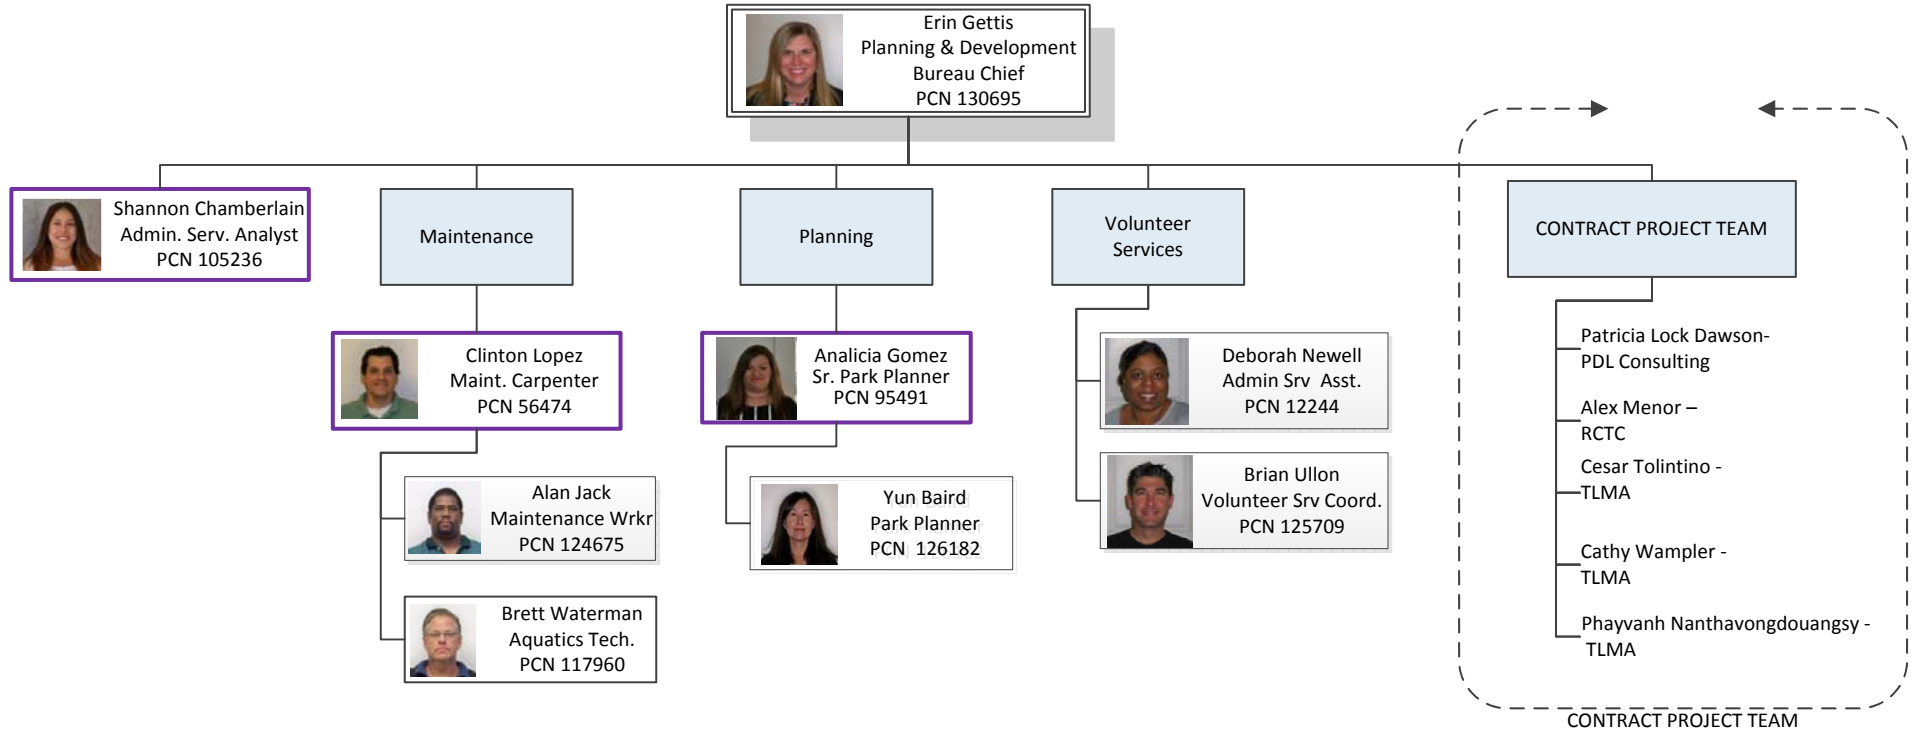 Erin Gettis
Planning & Development
Bureau Chief
PCN 130695
Shannon Chamberlain
Admin. Serv. Analyst
PCN 105236
Maintenance
Clinton Lopez
Maint. Carpenter
PCN 56474
Alan Jack
Maintenance Wrkr
PCN 124675
Brett Waterman
Aquatics Tech.
PCN 117960
Planning
Analicia Gomez
Sr. Park Planner
PCN 95491
Yun Baird
Park Planner
PCN 126182
Volunteer
Services
Deborah Newell
Admin Srv Asst.
PCN 12244
Brian Ullon
Volunteer Srv Coord.
PCN 125709
CONTRACT PROJECT TEAM
Patricia Lock Dawson-
PDL Consulting
Alex Menor –
RCTC
Cesar Tolintino -
TLMA
Cathy Wampler -
TLMA
Phayvanh Nanthavongdouangsy -
TLMA
CONTRACT PROJECT TEAM